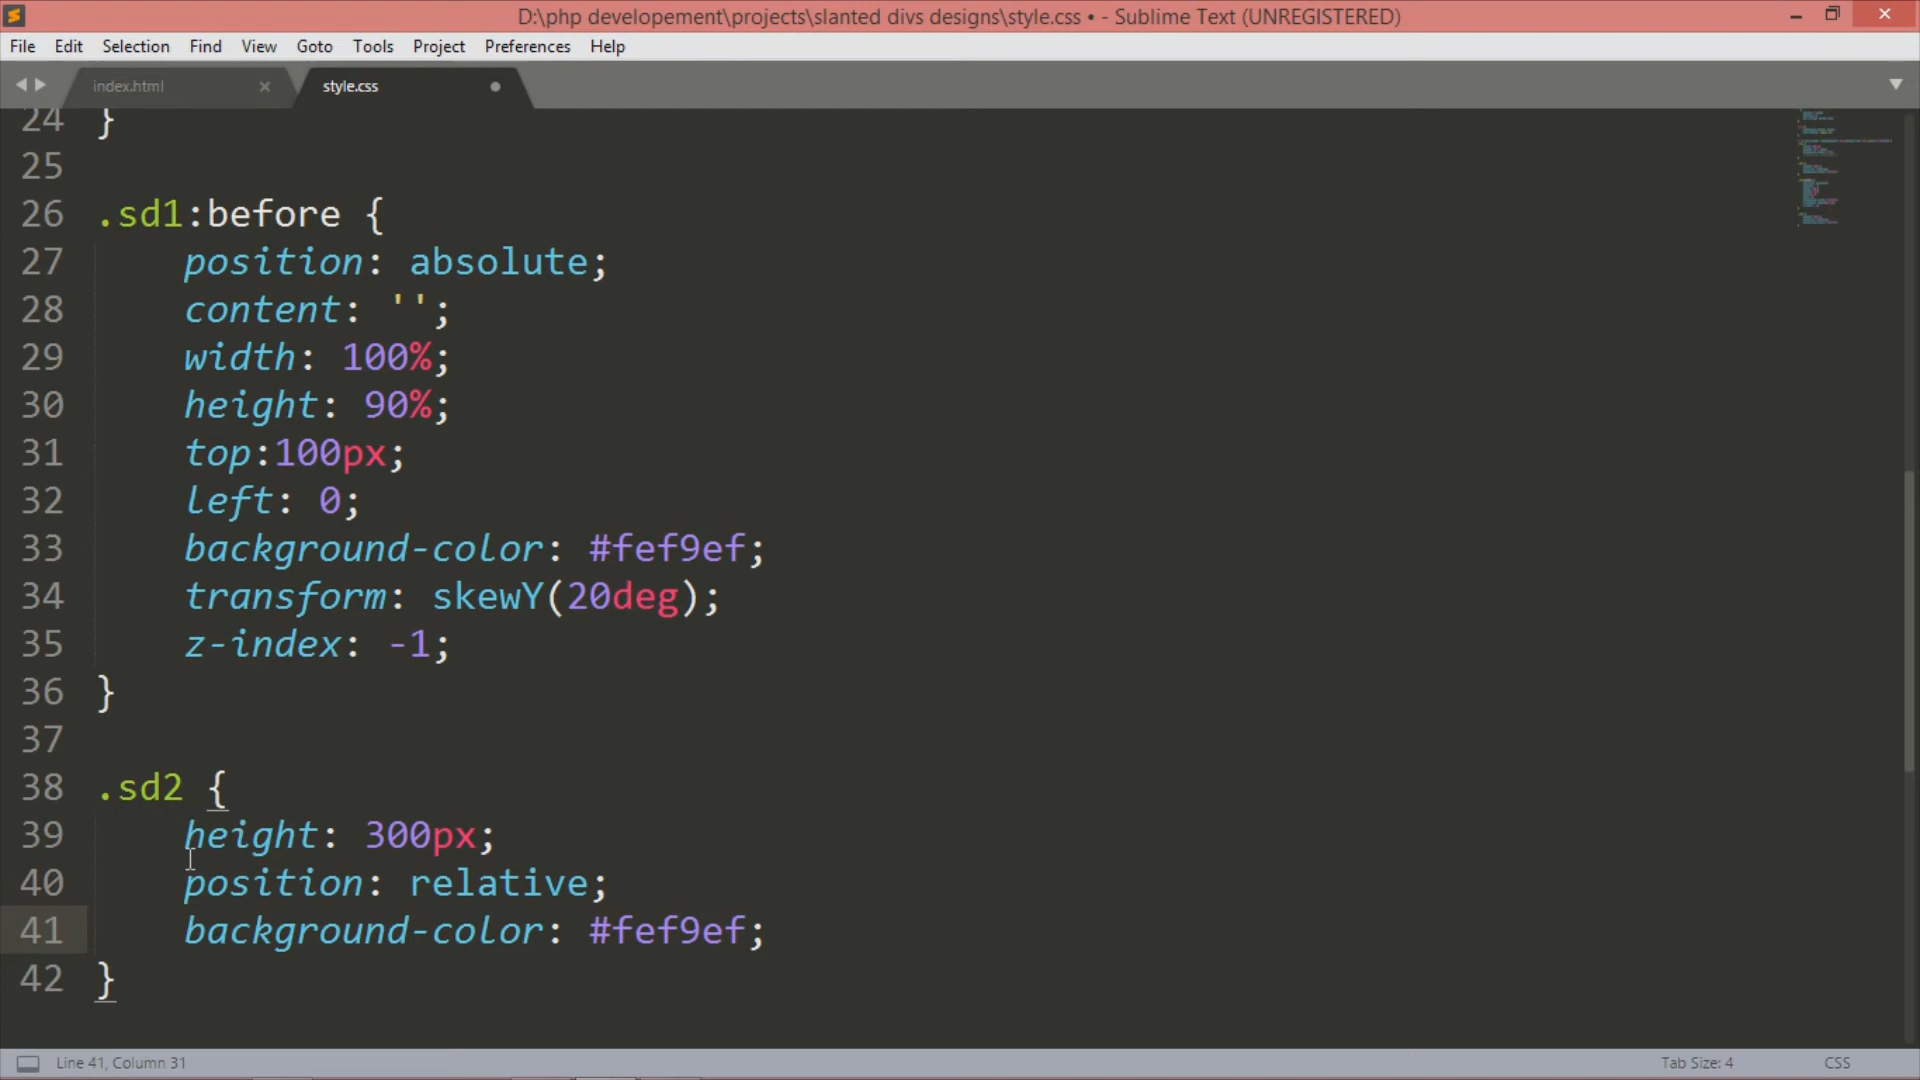 D:\php developement\projects\slanted divs designs\style.css • - Sublime Text (UNREGISTERED)
File Edit Selection Find View Goto Tools Project Preferences Help
index.html × style.css
24 }
25
26 .sd1:before {
27 position: absolute;
28 content: '';
29 width: 100%;
30 height: 90%;
31 top:100px;
32 left: 0;
33 background-color: #fef9ef;
34 transform: skewY(20deg);
35 z-index: -1;
36 }
37
38 .sd2 {
39 height: 300px;
40 position: relative;
41 background-color: #fef9ef;
42 }
Line 41, Column 31 Tab Size: 4 CSS